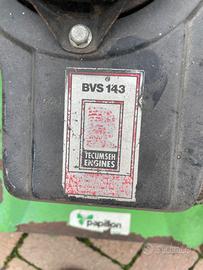 BVS 143
TECUMSEH
ENGINES
papillon